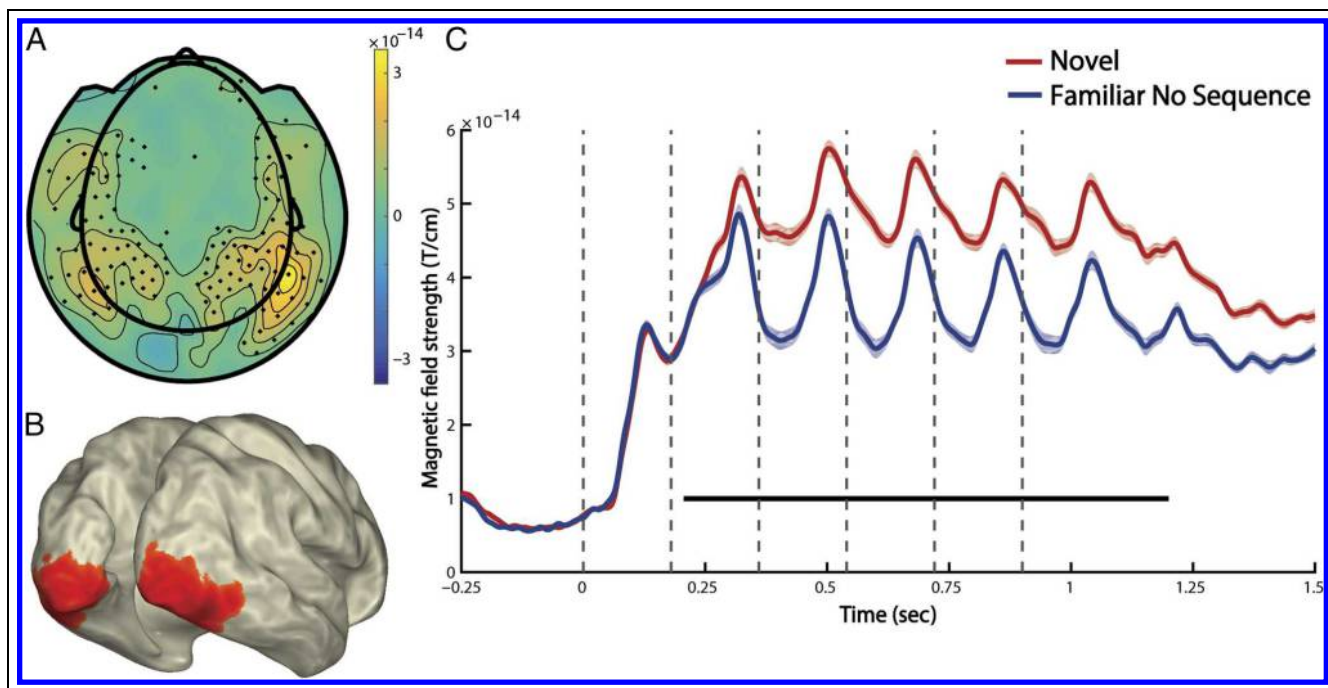 A
×10⁻¹⁴
3
0
−3
B
C
Novel
Familiar No Sequence
×10⁻¹⁴
6
5
4
3
2
1
0
Magnetic field strength (T/cm)
−0.25 0 0.25 0.5 0.75 1 1.25 1.5
Time (sec)